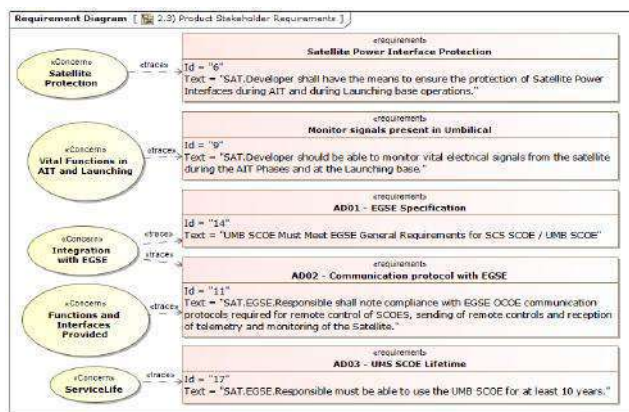 Requirement Diagram [ 2.3) Product Stakeholder Requirements ]
«Concern»
Satellite
Protection
«trace»
«requirement»
Satellite Power Interface Protection
Id = "6"
Text = "SAT.Developer shall have the means to ensure the protection of Satellite Power
Interfaces during AIT and during Launching base operations."
«Concern»
Vital Functions in
AIT and Launching
«trace»
«requirement»
Monitor signals present in Umbilical
Id = "9"
Text = "SAT.Developer should be able to monitor vital electrical signals from the satellite
during the AIT Phases and at the Launching base."
«Concern»
Integration
with EGSE
«trace»
«requirement»
AD01 - EGSE Specification
Id = "14"
Text = "UMB SCOE Must Meet EGSE General Requirements for SCS SCOE / UMB SCOE"
«trace»
«Concern»
Functions and
Interfaces
Provided
«trace»
«requirement»
AD02 - Communication protocol with EGSE
Id = "11"
Text = "SAT.EGSE.Responsible shall note compliance with EGSE OCOE communication
protocols required for remote control of SCOES, sending of remote controls and reception
of telemetry and monitoring of the Satellite."
«Concern»
ServiceLife
«trace»
«requirement»
AD03 - UMS SCOE Lifetime
Id = "17"
Text = "SAT.EGSE.Responsible must be able to use the UMB SCOE for at least 10 years."